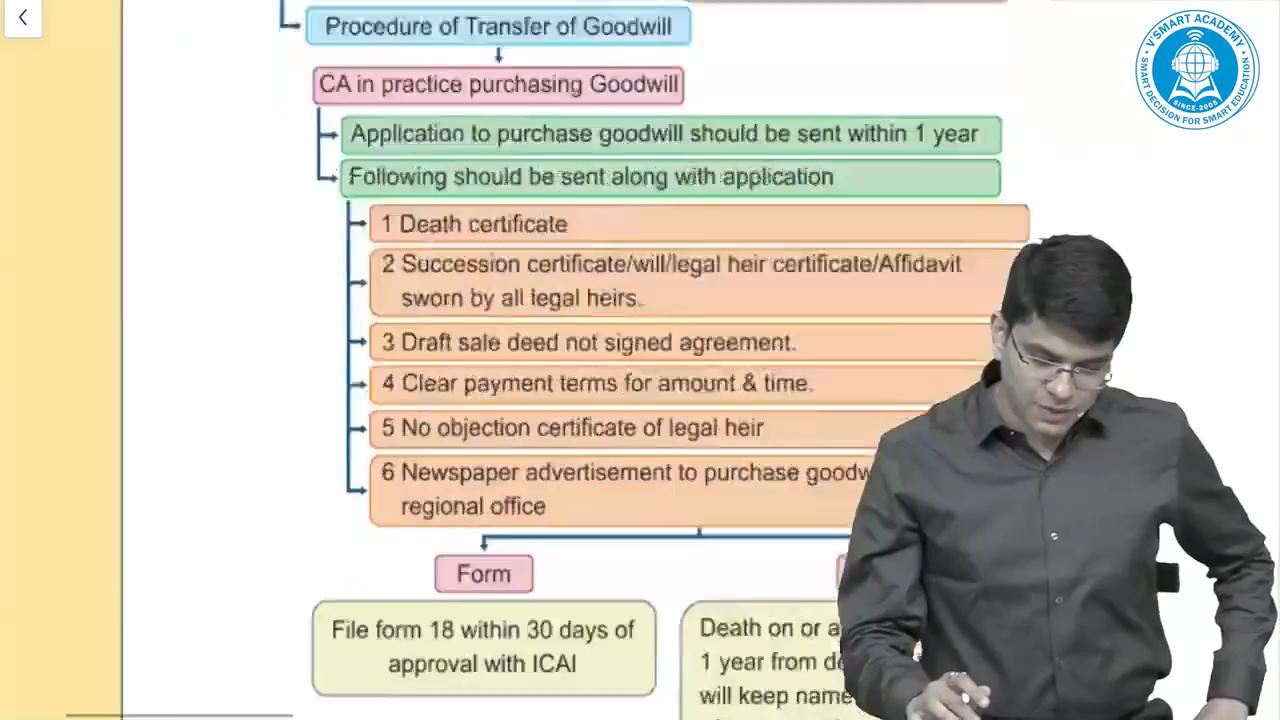 Procedure of Transfer of Goodwill
CA in practice purchasing Goodwill
Application to purchase goodwill should be sent within 1 year
Following should be sent along with application
1 Death certificate
2 Succession certificate/will/legal heir certificate/Affidavit
sworn by all legal heirs.
3 Draft sale deed not signed agreement.
4 Clear payment terms for amount & time.
5 No objection certificate of legal heir
6 Newspaper advertisement to purchase
regional office
Form
File form 18 within 30 days of
approval with ICAI
Death on or
1 year from
will keep name
V'SMART ACADEMY
SINCE-2005
SMART DECISION FOR SMART EDUCATION